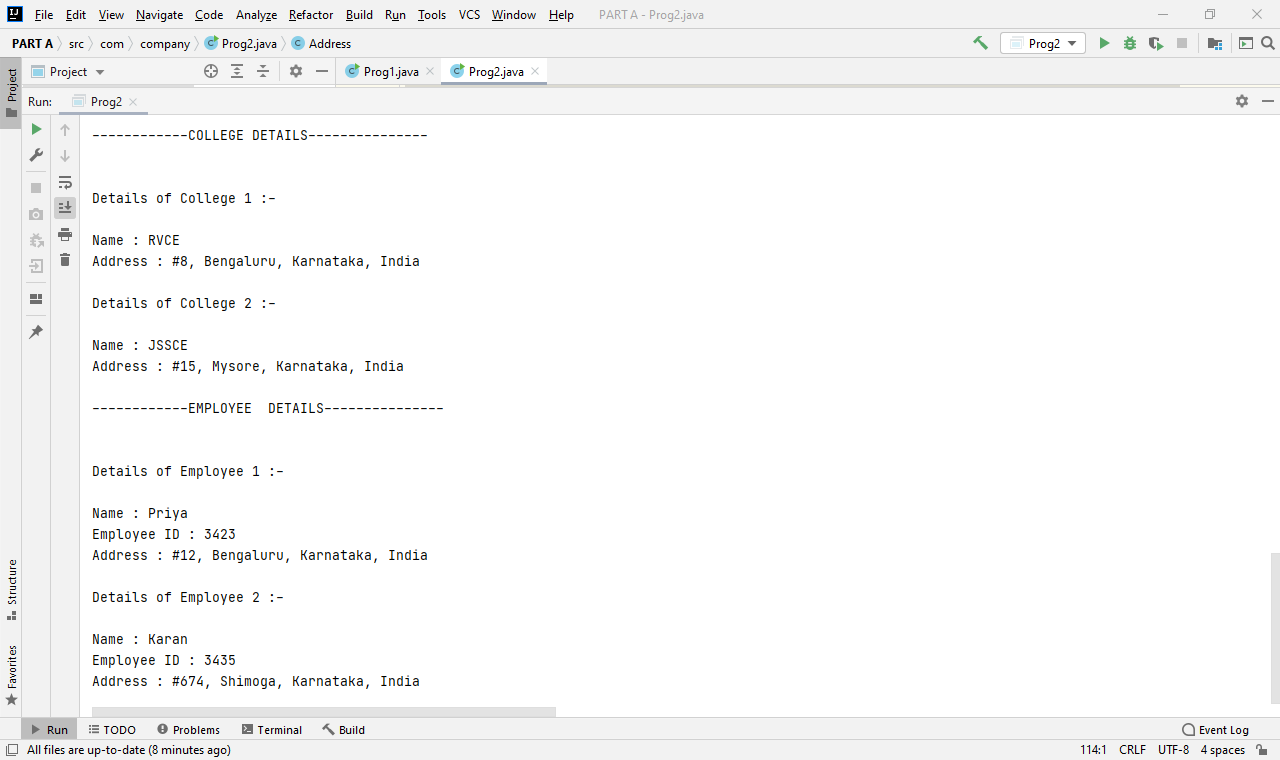 File Edit View Navigate Code Analyze Refactor Build Run Tools VCS Window Help PART A - Prog2.java
PART A src com company Prog2.java Address Prog2
Project Prog1.java Prog2.java
Project
Run: Prog2
------------COLLEGE DETAILS---------------
Details of College 1 :-
Name : RVCE
Address : #8, Bengaluru, Karnataka, India
Details of College 2 :-
Name : JSSCE
Address : #15, Mysore, Karnataka, India
------------EMPLOYEE  DETAILS---------------
Details of Employee 1 :-
Name : Priya
Employee ID : 3423
Address : #12, Bengaluru, Karnataka, India
Details of Employee 2 :-
Name : Karan
Employee ID : 3435
Address : #674, Shimoga, Karnataka, India
Structure
Favorites
Run TODO Problems Terminal Build Event Log
All files are up-to-date (8 minutes ago) 114:1 CRLF UTF-8 4 spaces